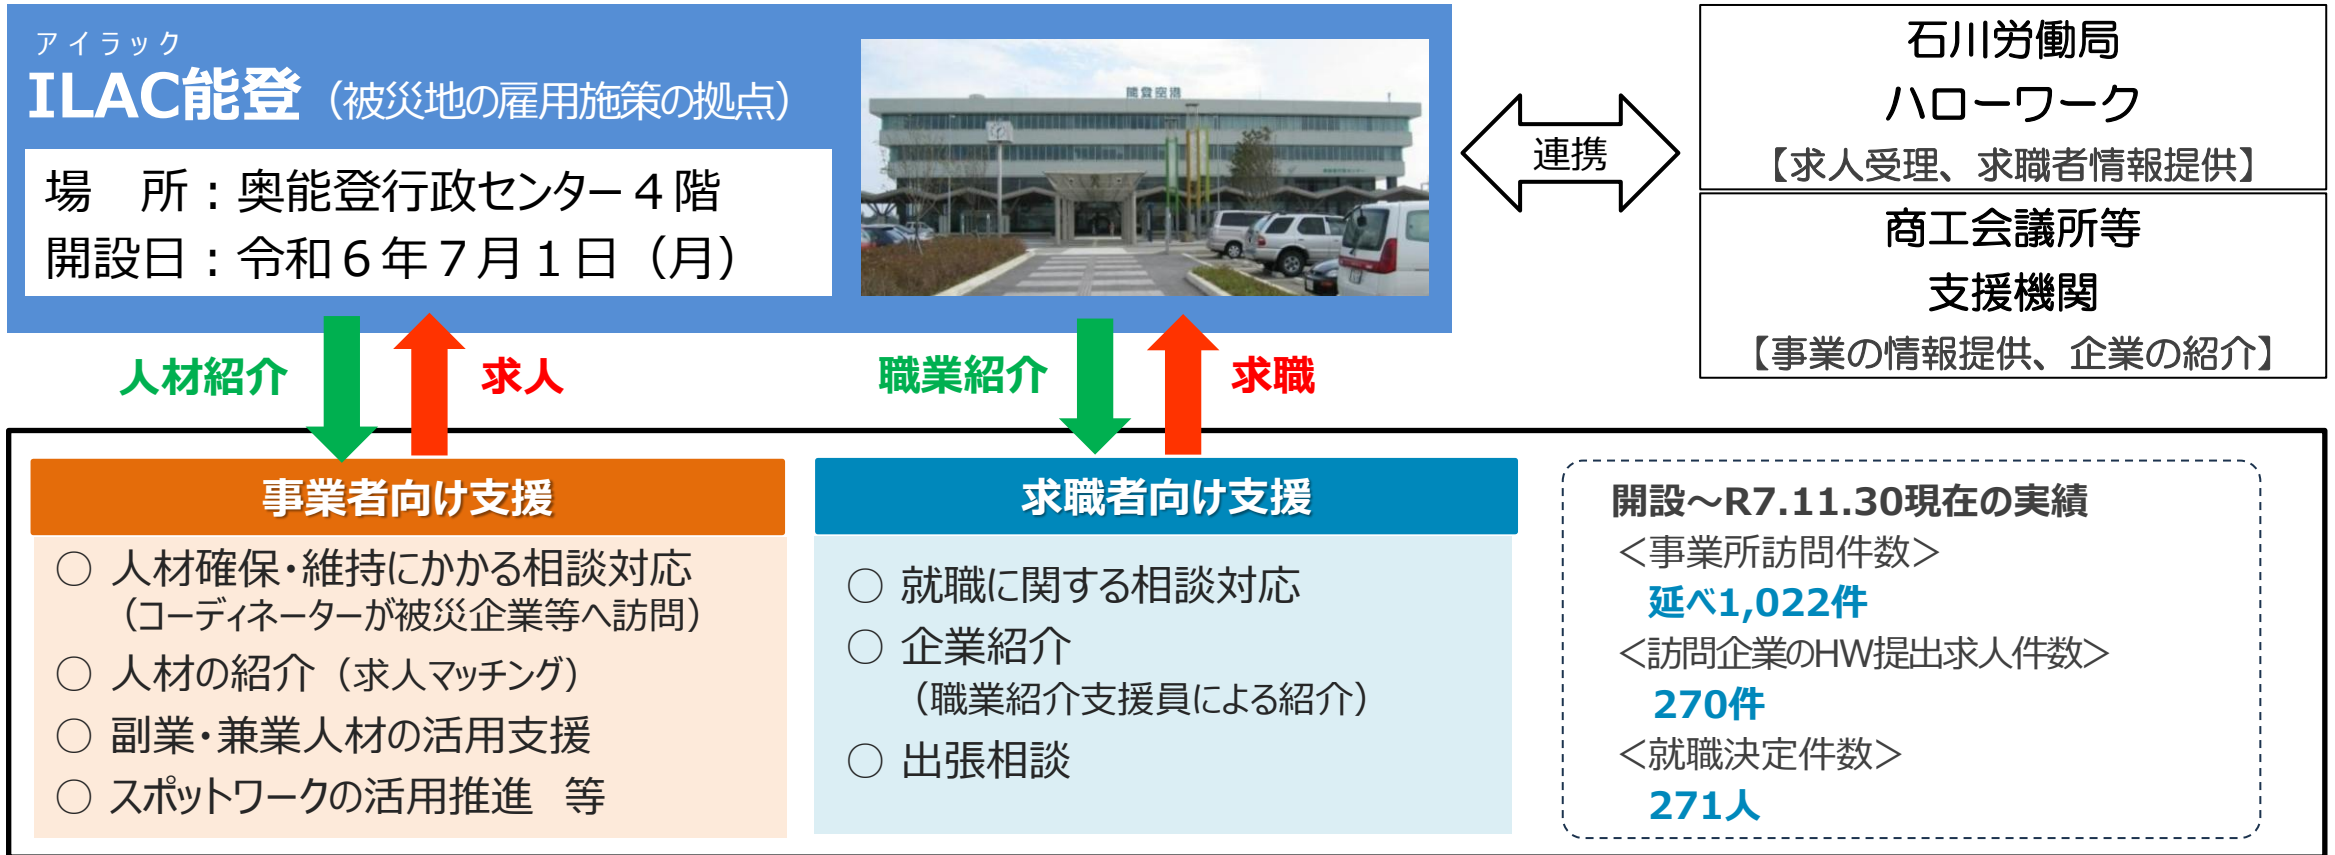 アイラック
ILAC能登（被災地の雇用施策の拠点）
場　所：奥能登行政センター４階
開設日：令和６年７月１日（月）
能登空港
連携
石川労働局
ハローワーク
【求人受理、求職者情報提供】
商工会議所等
支援機関
【事業の情報提供、企業の紹介】
人材紹介
求人
職業紹介
求職
事業者向け支援
○ 人材確保・維持にかかる相談対応
（コーディネーターが被災企業等へ訪問）
○ 人材の紹介（求人マッチング）
○ 副業・兼業人材の活用支援
○ スポットワークの活用推進　等
求職者向け支援
○ 就職に関する相談対応
○ 企業紹介
（職業紹介支援員による紹介）
○ 出張相談
開設～R7.11.30現在の実績
＜事業所訪問件数＞
延べ1,022件
＜訪問企業のHW提出求人件数＞
270件
＜就職決定件数＞
271人